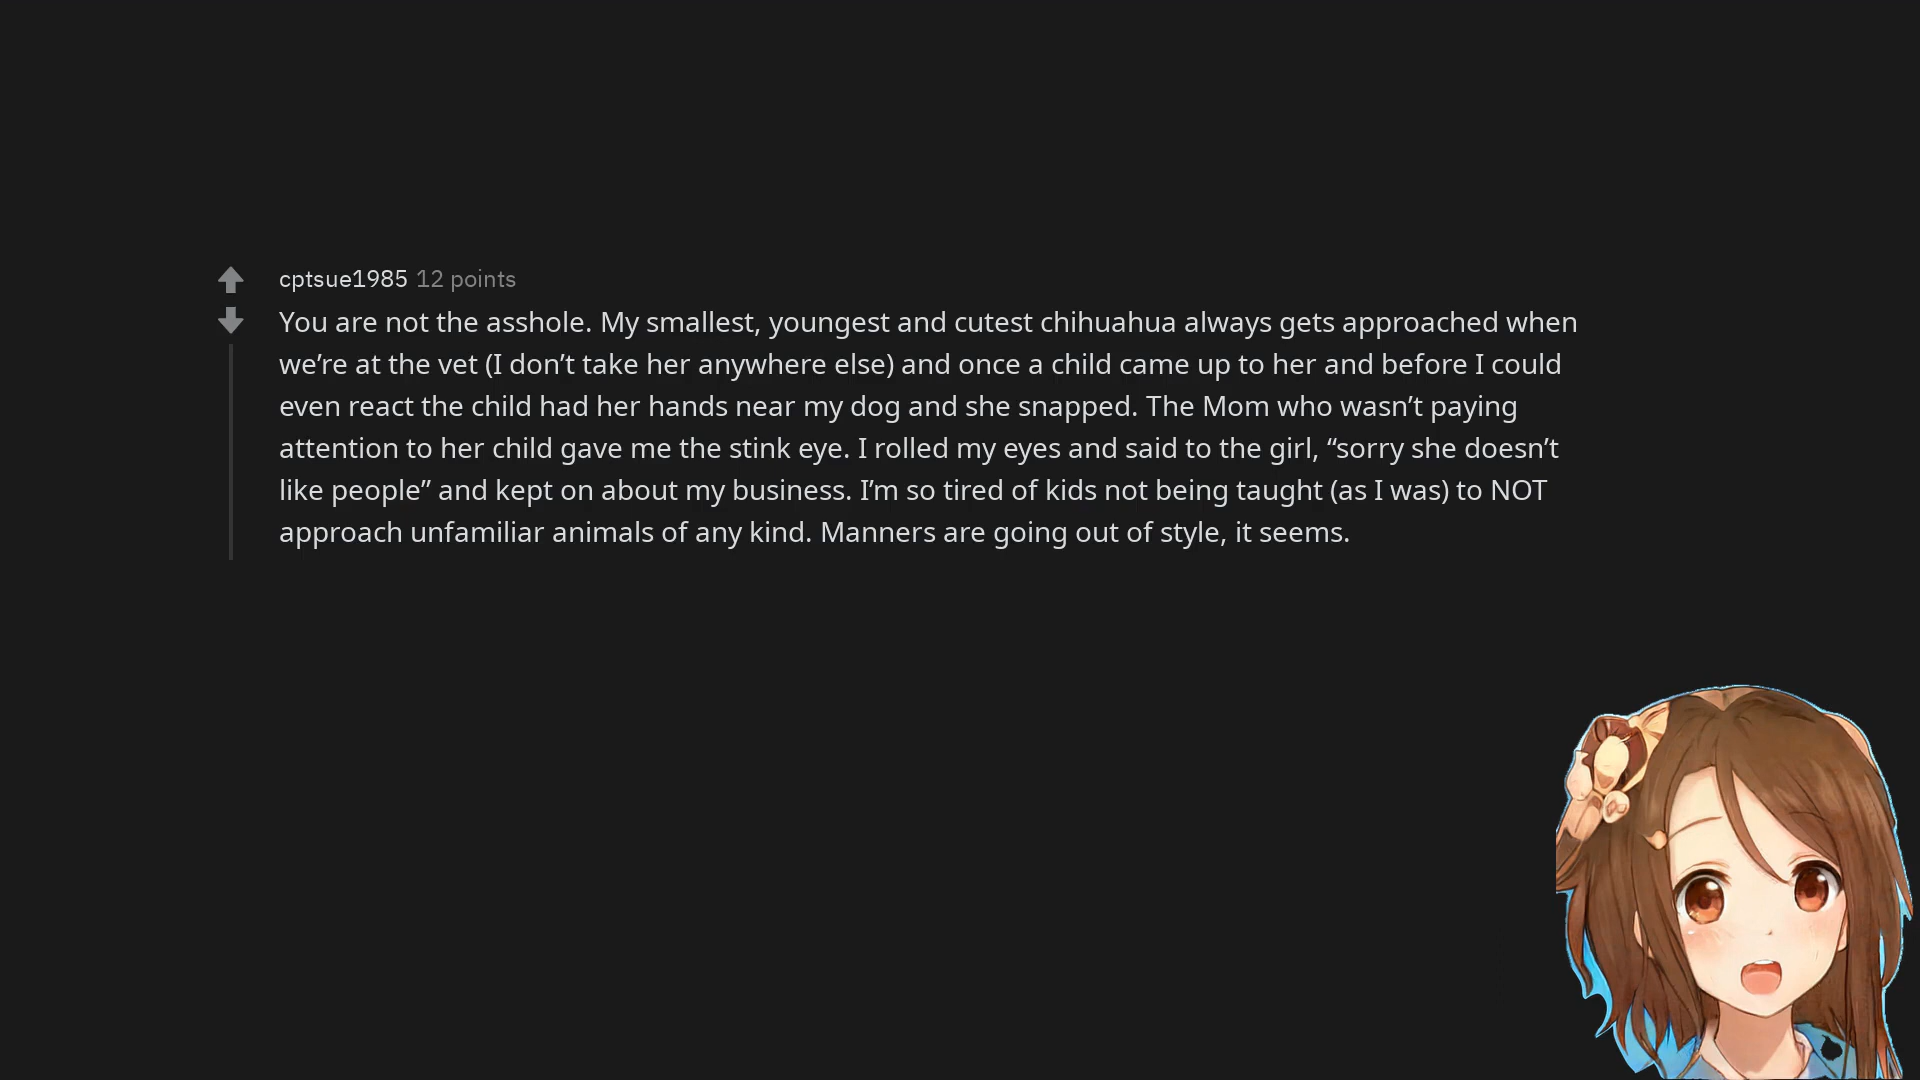 cptsue1985 12 points
You are not the asshole. My smallest, youngest and cutest chihuahua always gets approached when
we’re at the vet (I don’t take her anywhere else) and once a child came up to her and before I could
even react the child had her hands near my dog and she snapped. The Mom who wasn’t paying
attention to her child gave me the stink eye. I rolled my eyes and said to the girl, “sorry she doesn’t
like people” and kept on about my business. I’m so tired of kids not being taught (as I was) to NOT
approach unfamiliar animals of any kind. Manners are going out of style, it seems.